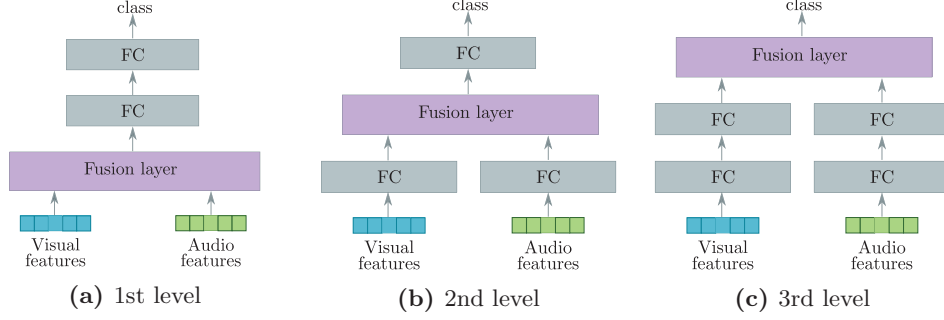 class
FC
FC
Fusion layer
Visual
features
Audio
features
(a) 1st level
class
FC
Fusion layer
FC
FC
Visual
features
Audio
features
(b) 2nd level
class
Fusion layer
FC
FC
FC
FC
Visual
features
Audio
features
(c) 3rd level